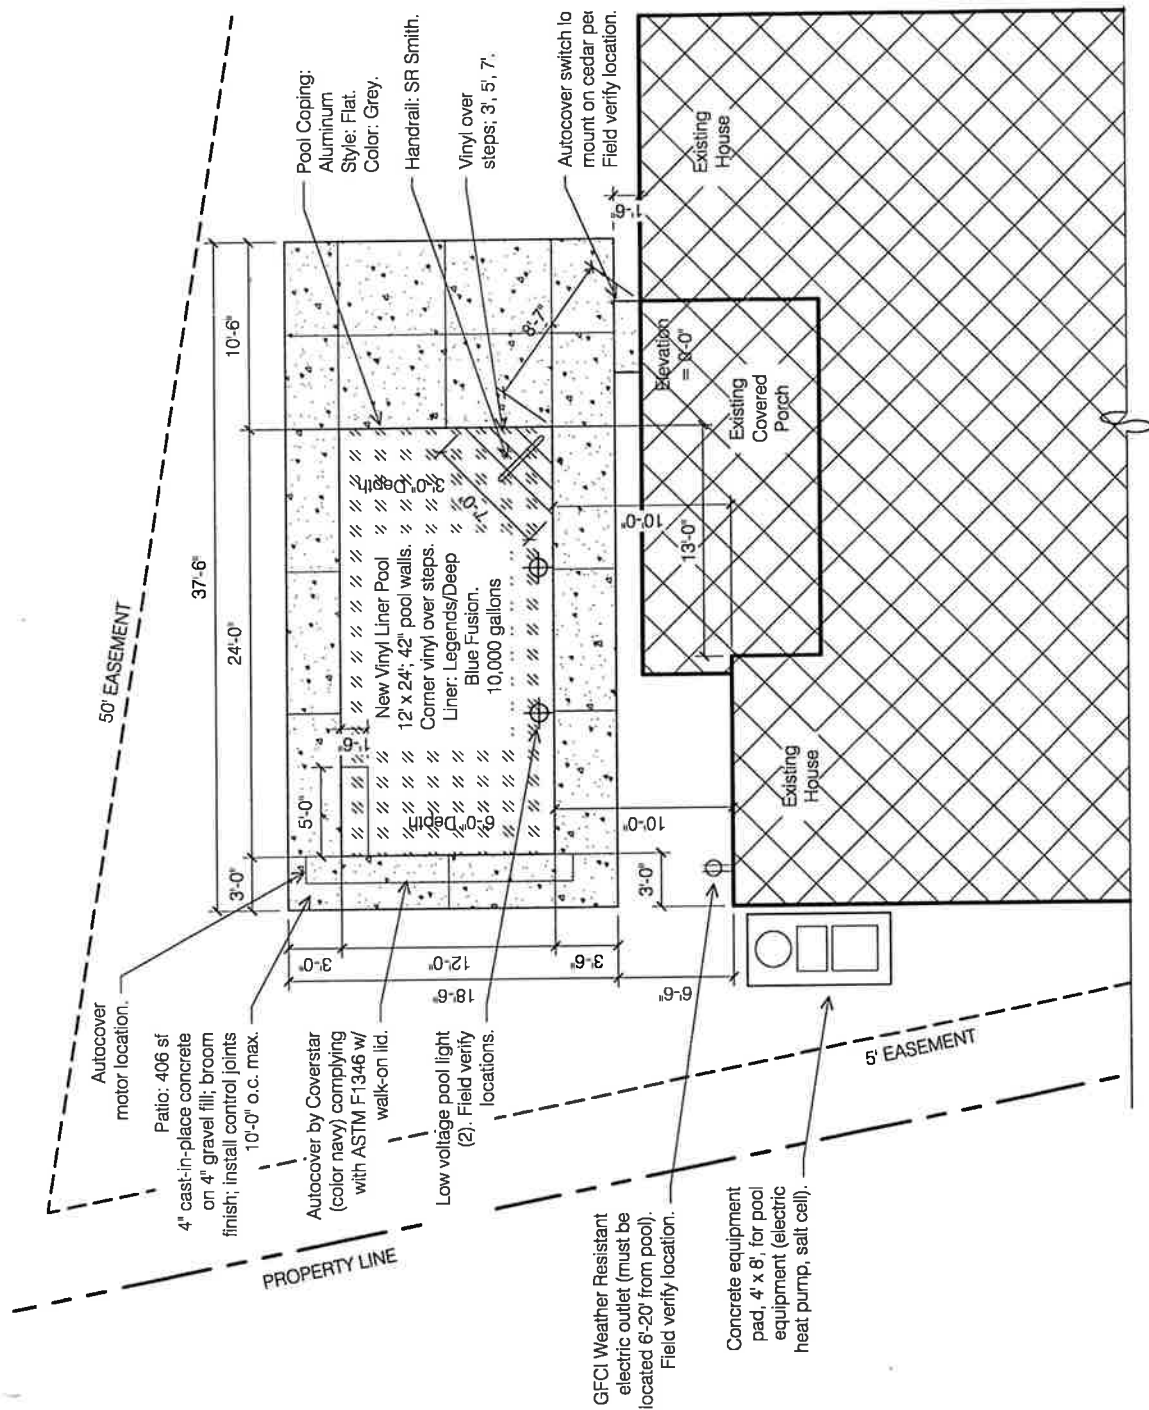 50' EASEMENT
37'-6"
3'-0"
24'-0"
10'-6"
Autocover
motor location.
Patio: 406 sf
4" cast-in-place concrete
on 4" gravel fill; broom
finish; install control joints
10'-0" o.c. max.
Autocover by Coverstar
(color navy) complying
with ASTM F1346 w/
walk-on lid.
Low voltage pool light
(2). Field verify
locations.
GFCI Weather Resistant
electric outlet (must be
located 6'-20' from pool).
Field verify location.
Concrete equipment
pad, 4' x 8', for pool
equipment (electric
heat pump, salt cell).
PROPERTY LINE
5' EASEMENT
3'-0"
12'-0"
3'-6"
18'-6"
6'-6"
5'-0"
1'-6"
6'-0" Depth
New Vinyl Liner Pool
12' x 24'; 42" pool walls.
Corner vinyl over steps.
Liner: Legends/Deep
Blue Fusion.
10,000 gallons
3'-0" Depth
7'-0"
8'-7"
3'-0"
10'-0"
10'-0"
13'-0"
1'-6"
Pool Coping:
Aluminum
Style: Flat.
Color: Grey.
Handrail: SR Smith.
Vinyl over
steps; 3', 5', 7'.
Autocover switch lo
mount on cedar
Field verify location.
Elevation
= 0'-0"
Existing
Covered
Porch
Existing
House
Existing
House